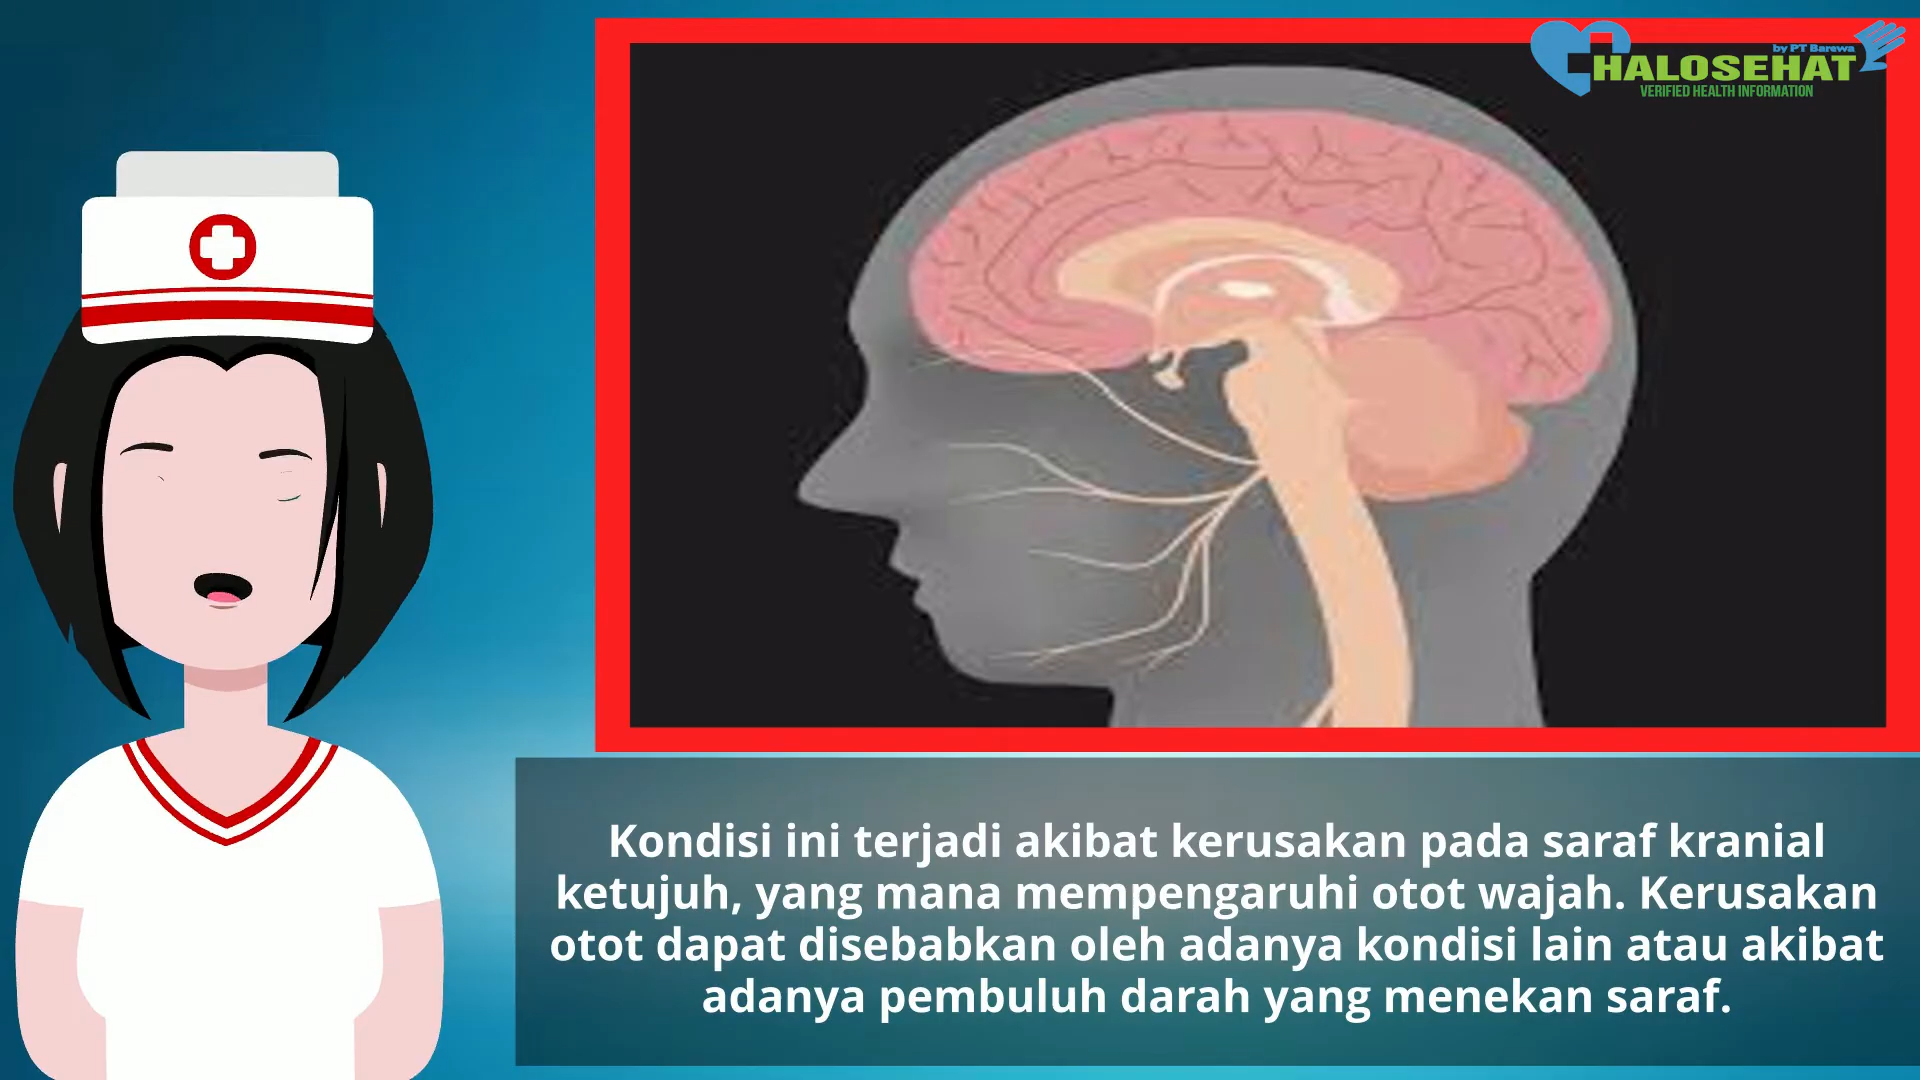 by PT Barewa
HALOSEHAT
VERIFIED HEALTH INFORMATION
Kondisi ini terjadi akibat kerusakan pada saraf kranial
ketujuh, yang mana mempengaruhi otot wajah. Kerusakan
otot dapat disebabkan oleh adanya kondisi lain atau akibat
adanya pembuluh darah yang menekan saraf.